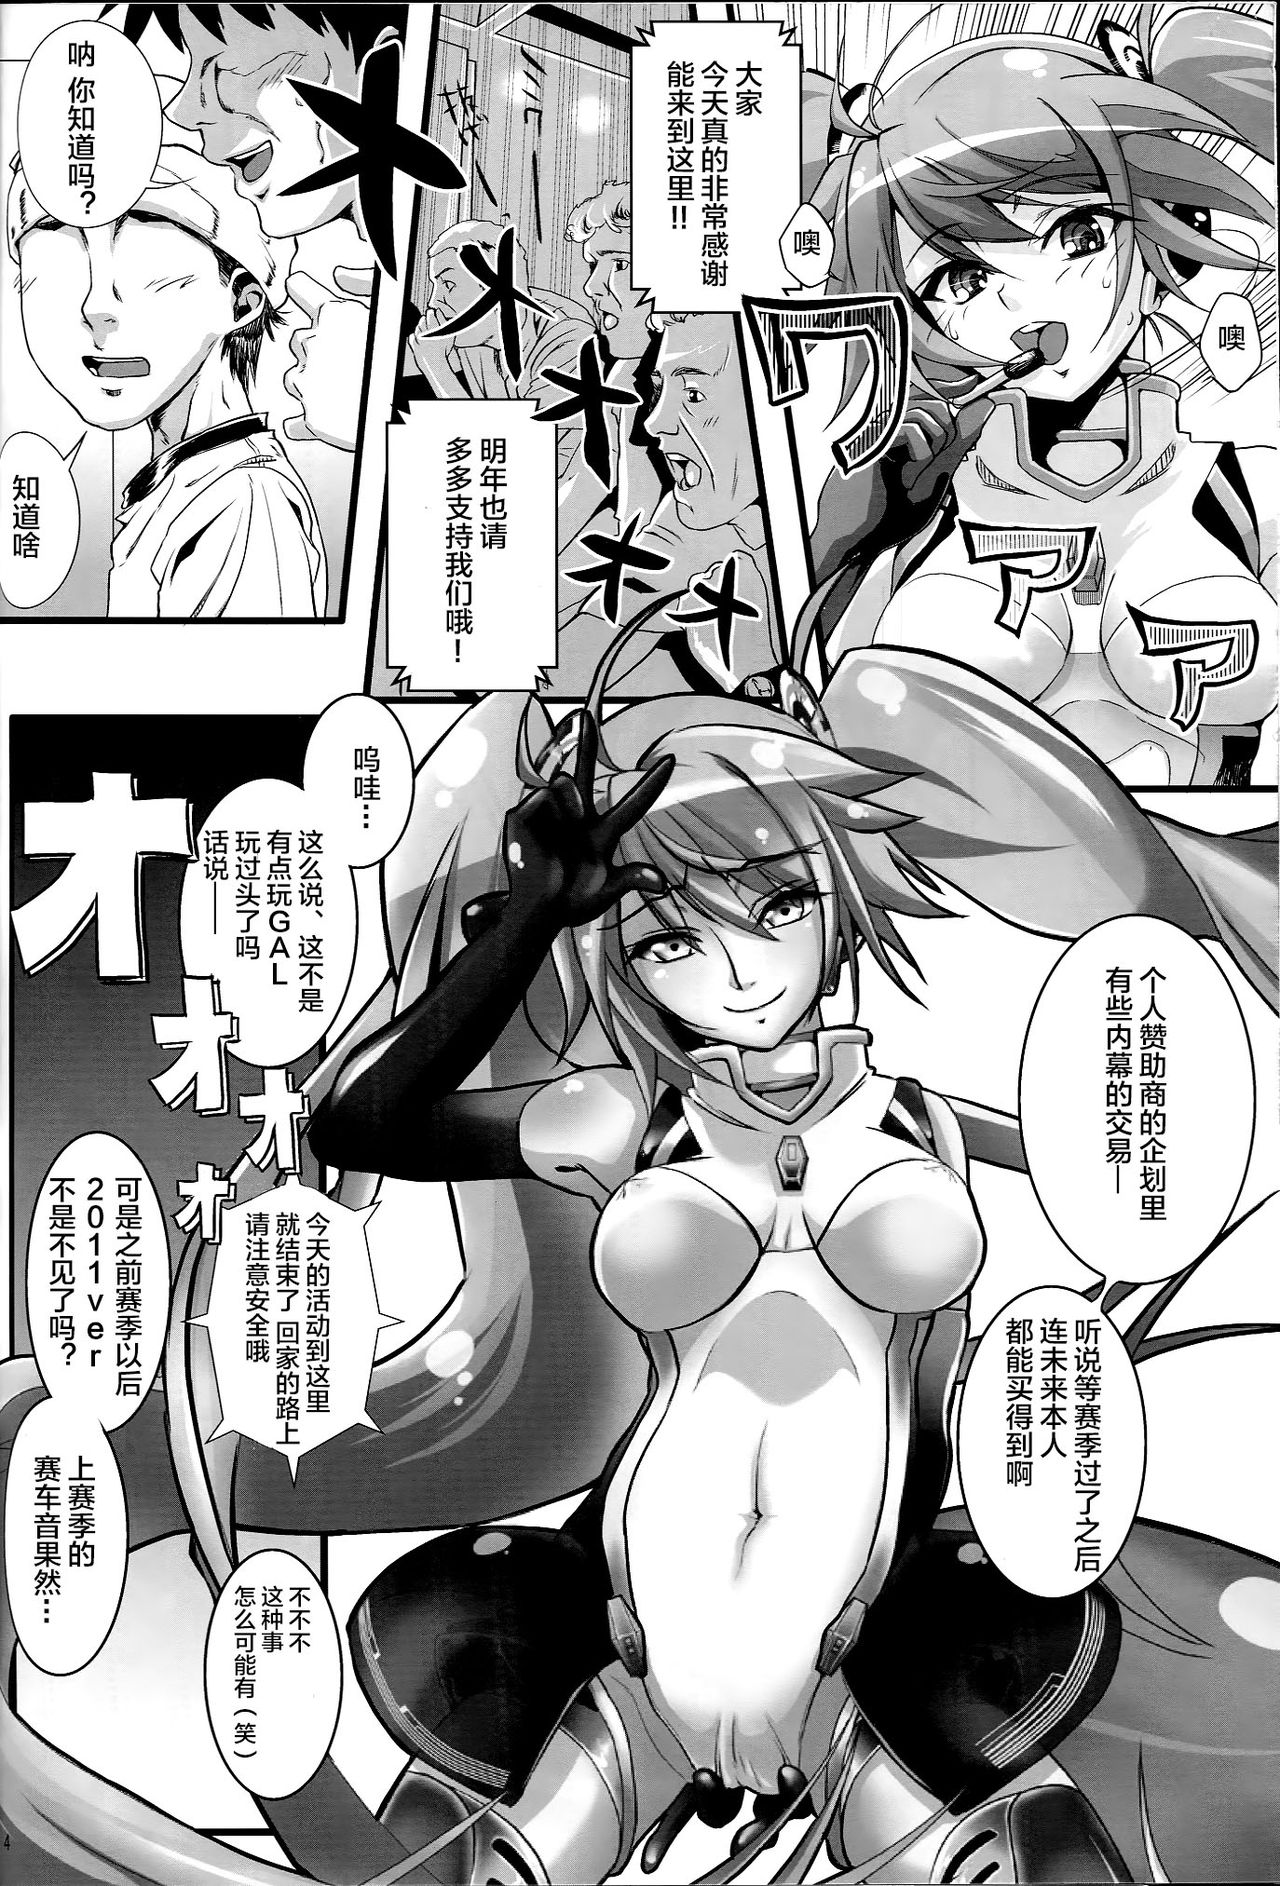 噢
噢
ワ
ア
ア
大家
今天真的非常感谢
能来到这里!!
明年也请
多多支持我们哦！
呐 你知道吗？
知道啥
个人赞助商的企划里
有些内幕的交易—
听说等赛季过了之后
连未来本人
都能买得到啊
呜哇…
这么说、这不是
有点玩GAL
玩过头了吗
话说——
オ
オ
オ
オ
今天的活动到这里
就结束了 回家的路上
请注意安全哦
可是之前赛季以后
2011ver
不是不见了吗？
上赛季的
赛车音果然…
不不不
这种事
怎么可能有（笑）
4